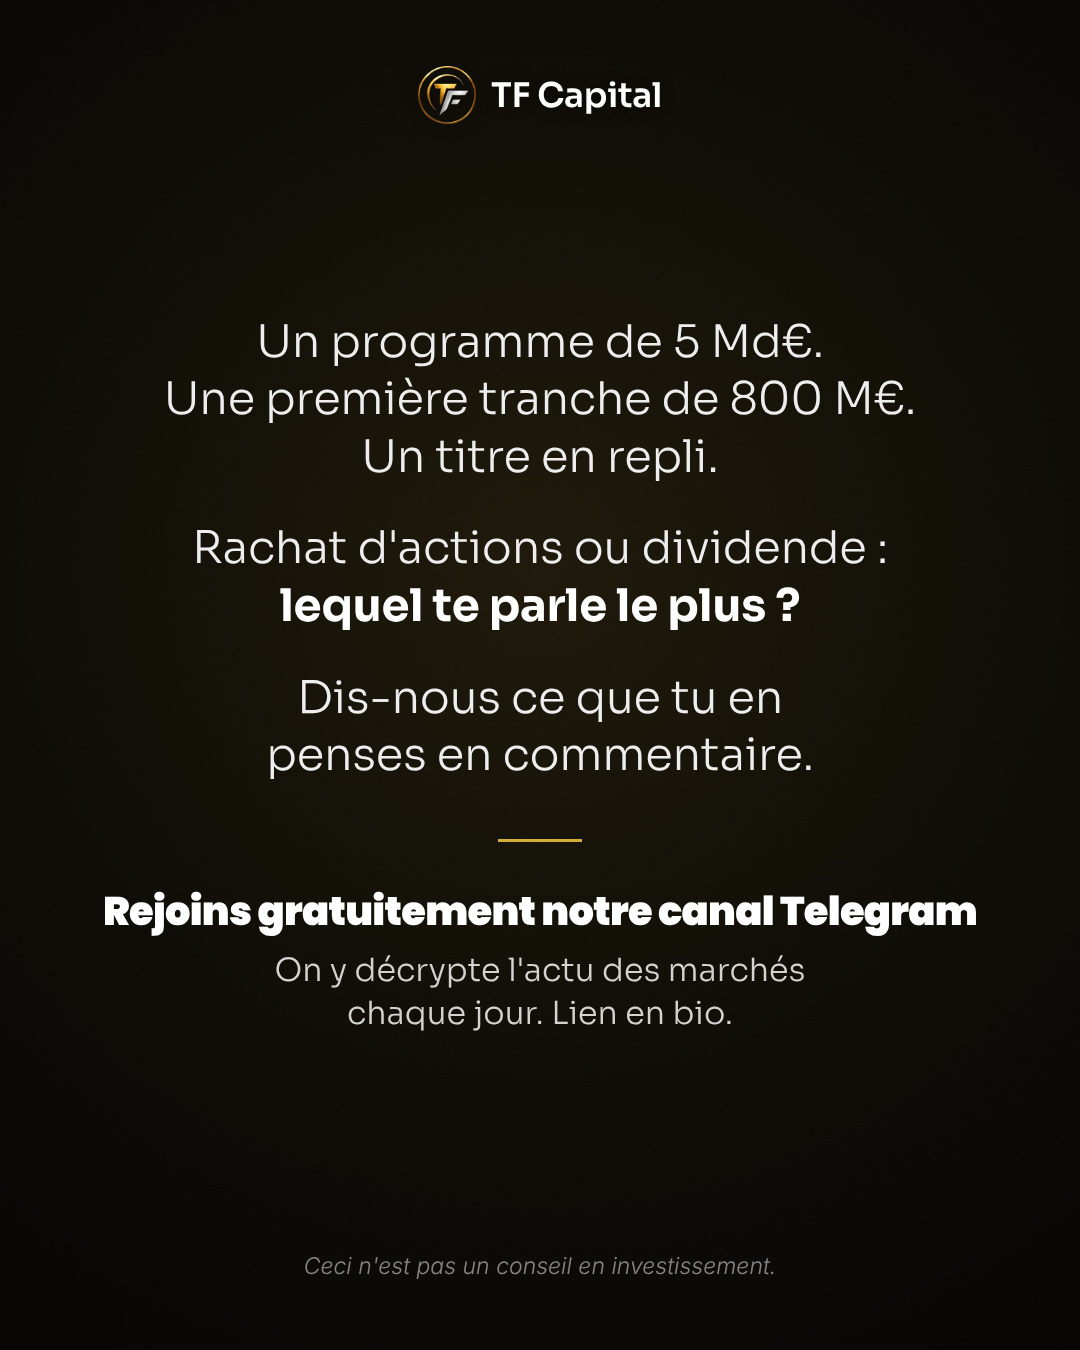 TF Capital
Un programme de 5 Md€.
Une première tranche de 800 M€.
Un titre en repli.
Rachat d'actions ou dividende :
lequel te parle le plus ?
Dis-nous ce que tu en
penses en commentaire.
Rejoins gratuitement notre canal Telegram
On y décrypte l'actu des marchés
chaque jour. Lien en bio.
Ceci n'est pas un conseil en investissement.